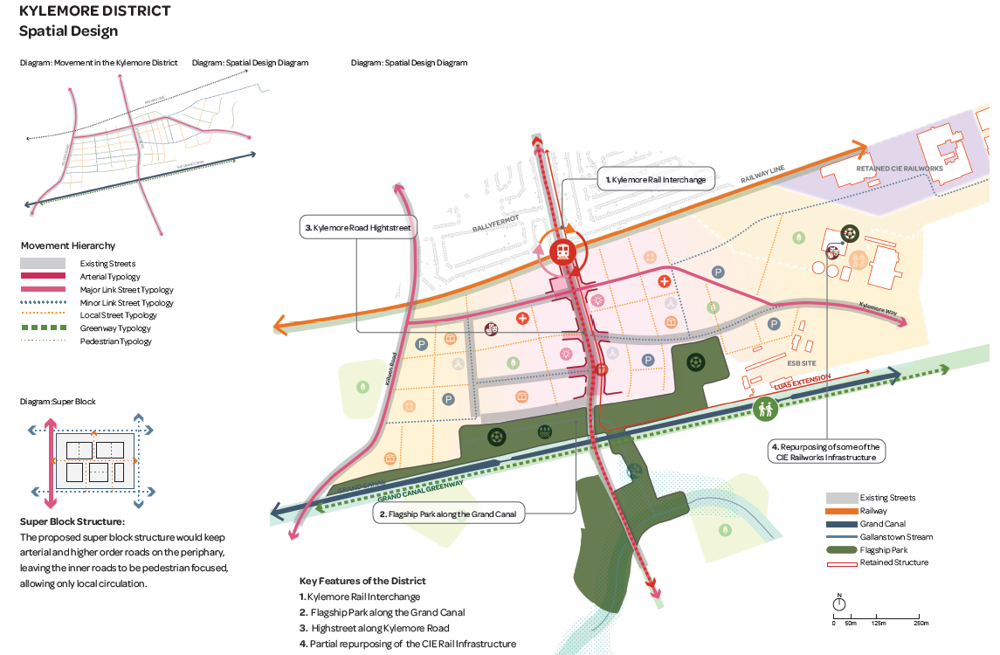 KYLEMORE DISTRICT
Spatial Design
Diagram: Movement in the Kylemore District
Diagram: Spatial Design Diagram
Diagram: Spatial Design Diagram
RAILWAY LINE
THE GRAND CANAL
Movement Hierarchy
Existing Streets
Arterial Typology
Major Link Street Typology
Minor Link Street Typology
Local Street Typology
Greenway Typology
Pedestrian Typology
Diagram:Super Block
Super Block Structure:
The proposed super block structure would keep
arterial and higher order roads on the periphary,
leaving the inner roads to be pedestrian focused,
allowing only local circulation.
1. Kylemore Rail Interchange
RAILWAY LINE
RETAINED CIE RAILWORKS
BALLYFERMOT
3. Kylemore Road Hightstreet
Kylemore Way
Killeen Road
P
P
P
P
P
ESB SITE
LUAS EXTENSION
4. Repurposing of some of the
CIE Railworks Infrastructure
GRAND CANAL
GRAND CANAL GREENWAY
2. Flagship Park along the Grand Canal
Existing Streets
Railway
Grand Canal
Gallanstown Stream
Flagship Park
Retained Structure
Key Features of the District
1. Kylemore Rail Interchange
2. Flagship Park along the Grand Canal
3. Highstreet along Kylemore Road
4. Partial repurposing of the CIE Rail Infrastructure
N
0 50m 125m 250m